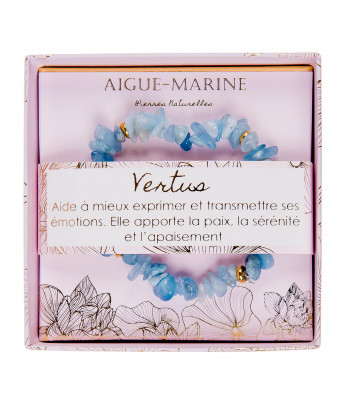 AIGUE-MARINE
Pierres Naturelles
Vertus
Aide à mieux exprimer et transmettre ses
émotions. Elle apporte la paix, la sérénité
et l'apaisement